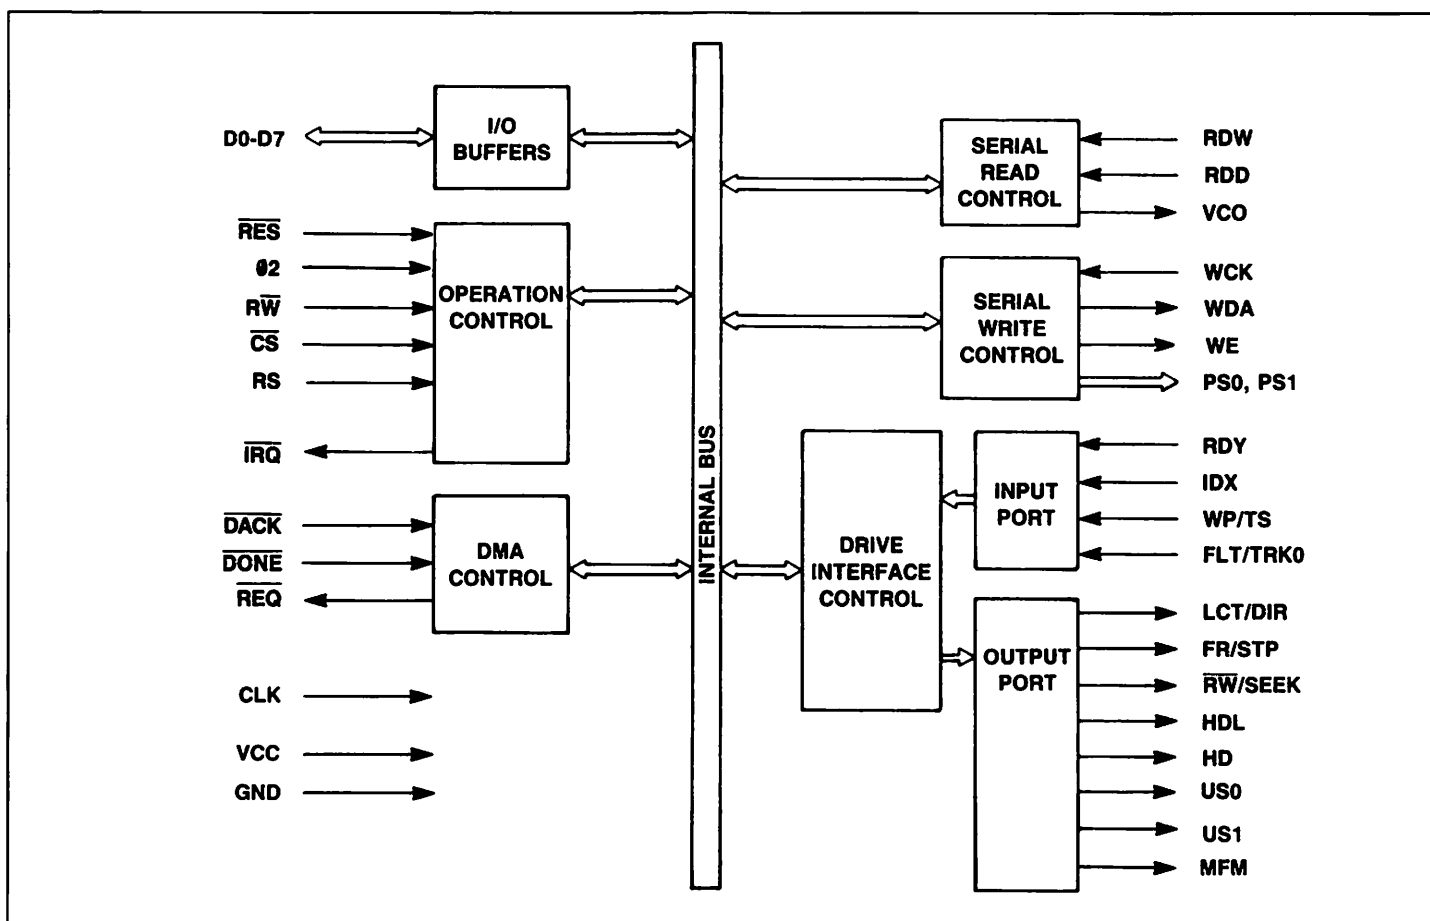 D0-D7
I/O
BUFFERS
RES
ø2
RW
CS
RS
IRQ
OPERATION
CONTROL
DACK
DONE
REQ
DMA
CONTROL
CLK
VCC
GND
INTERNAL BUS
SERIAL
READ
CONTROL
RDW
RDD
VCO
SERIAL
WRITE
CONTROL
WCK
WDA
WE
PS0, PS1
DRIVE
INTERFACE
CONTROL
INPUT
PORT
RDY
IDX
WP/TS
FLT/TRK0
OUTPUT
PORT
LCT/DIR
FR/STP
RW/SEEK
HDL
HD
US0
US1
MFM